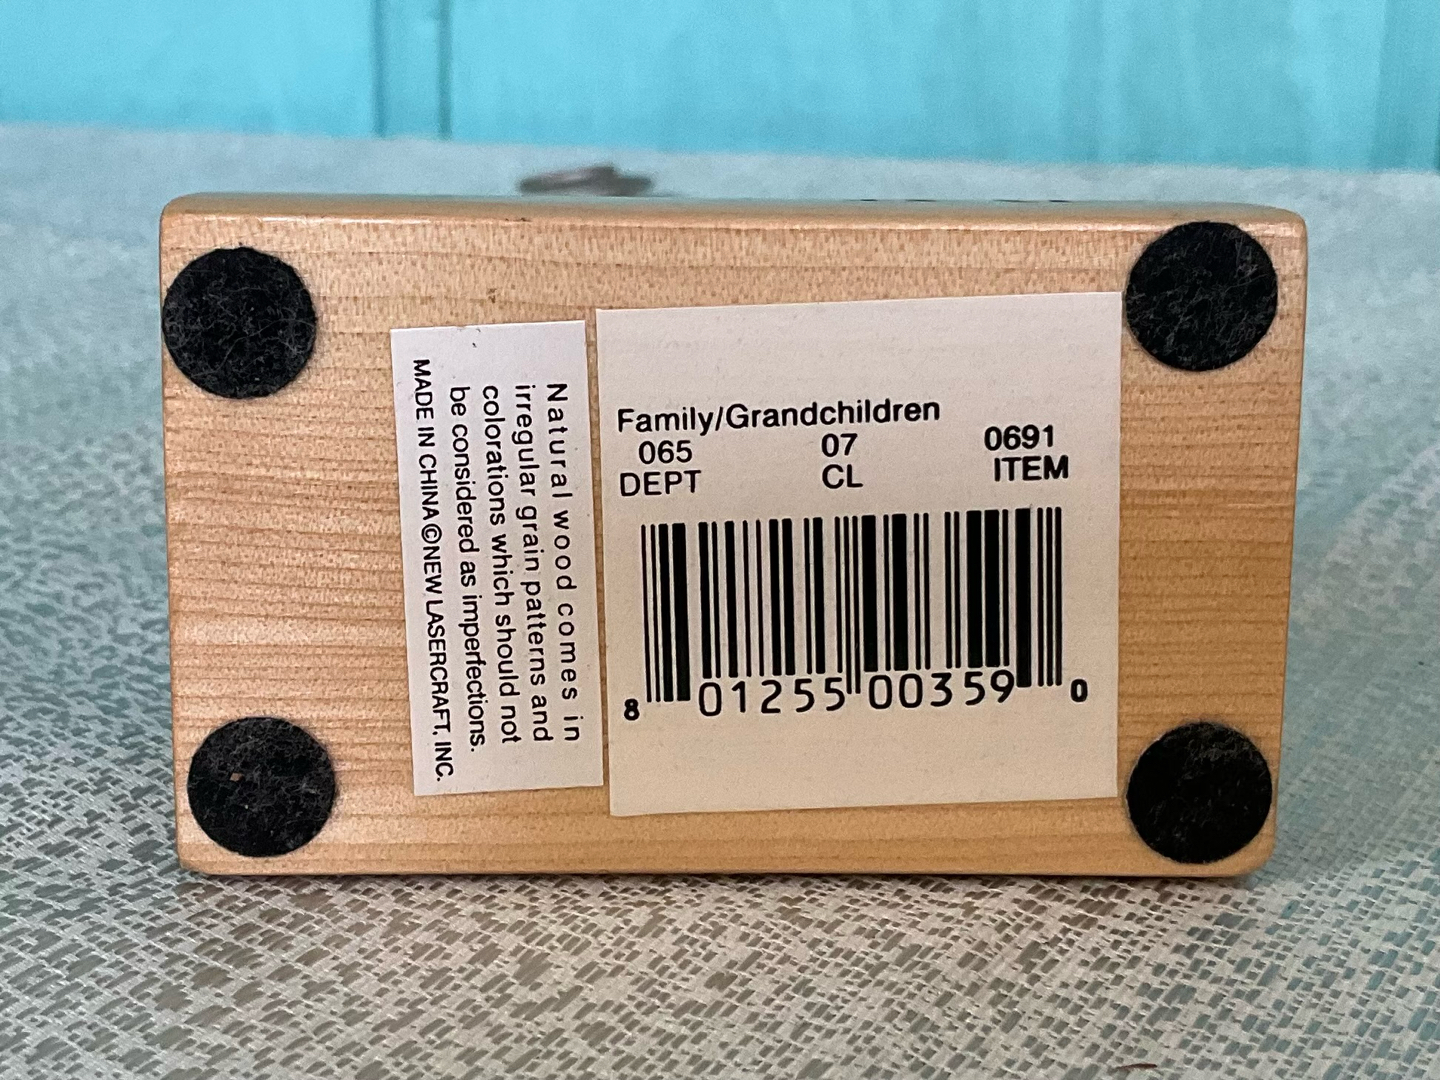 Natural wood comes in
irregular grain patterns and
colorations which should not
be considered as imperfections.
MADE IN CHINA ©NEW LASERCRAFT, INC.
Family/Grandchildren
065 07 0691
DEPT CL ITEM
8 01255 00359 0